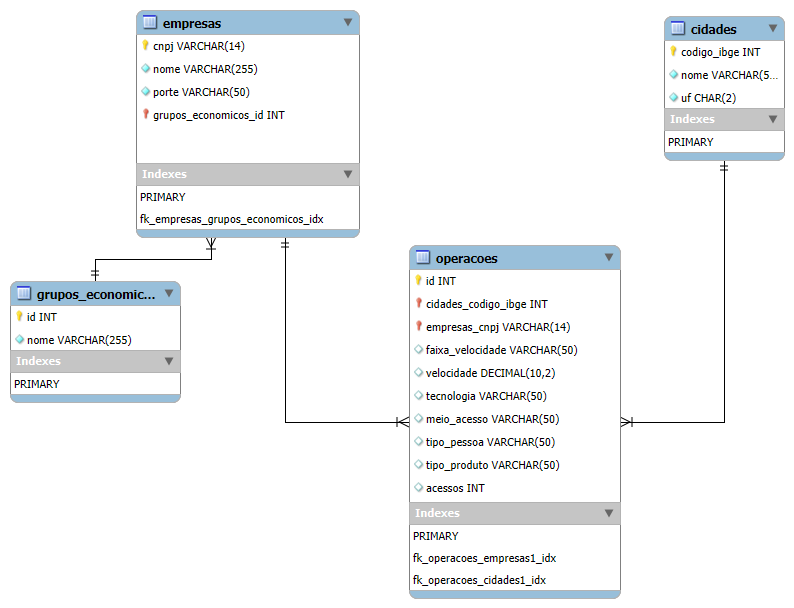 empresas
cnpj VARCHAR(14)
nome VARCHAR(255)
porte VARCHAR(50)
grupos_economicos_id INT
Indexes
PRIMARY
fk_empresas_grupos_economicos_idx
cidades
codigo_ibge INT
nome VARCHAR(5...
uf CHAR(2)
Indexes
PRIMARY
grupos_economic...
id INT
nome VARCHAR(255)
Indexes
PRIMARY
operacoes
id INT
cidades_codigo_ibge INT
empresas_cnpj VARCHAR(14)
faixa_velocidade VARCHAR(50)
velocidade DECIMAL(10,2)
tecnologia VARCHAR(50)
meio_acesso VARCHAR(50)
tipo_pessoa VARCHAR(50)
tipo_produto VARCHAR(50)
acessos INT
Indexes
PRIMARY
fk_operacoes_empresas1_idx
fk_operacoes_cidades1_idx